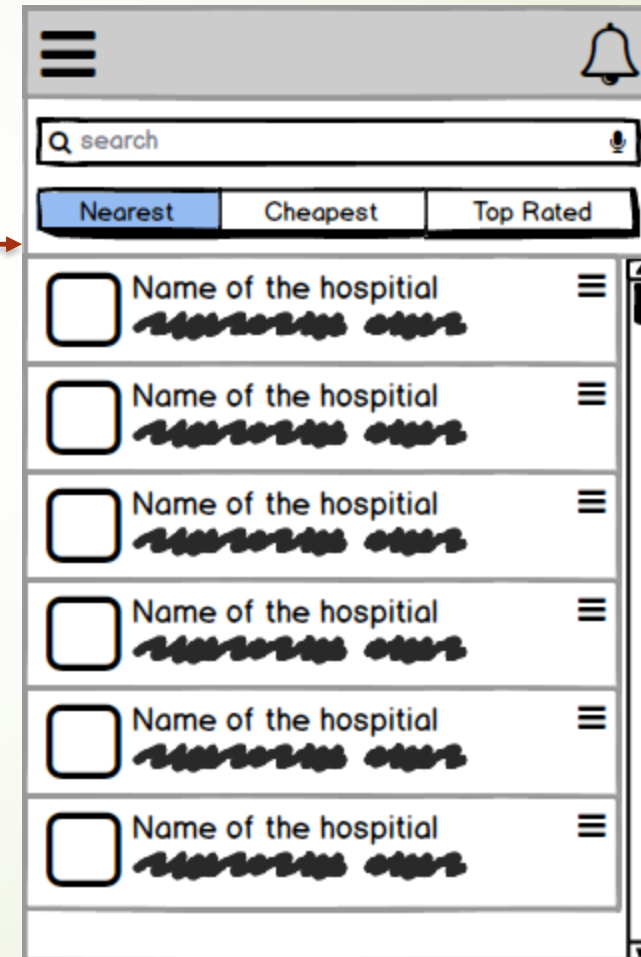 search
Nearest Cheapest Top Rated
Name of the hospitial
Name of the hospitial
Name of the hospitial
Name of the hospitial
Name of the hospitial
Name of the hospitial